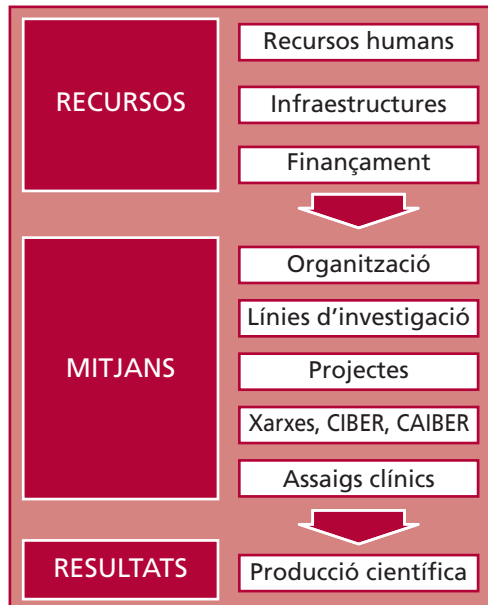 RECURSOS
Recursos humans
Infraestructures
Finançament
MITJANS
Organització
Línies d’investigació
Projectes
Xarxes, CIBER, CAIBER
Assaigs clínics
RESULTATS
Producció científica